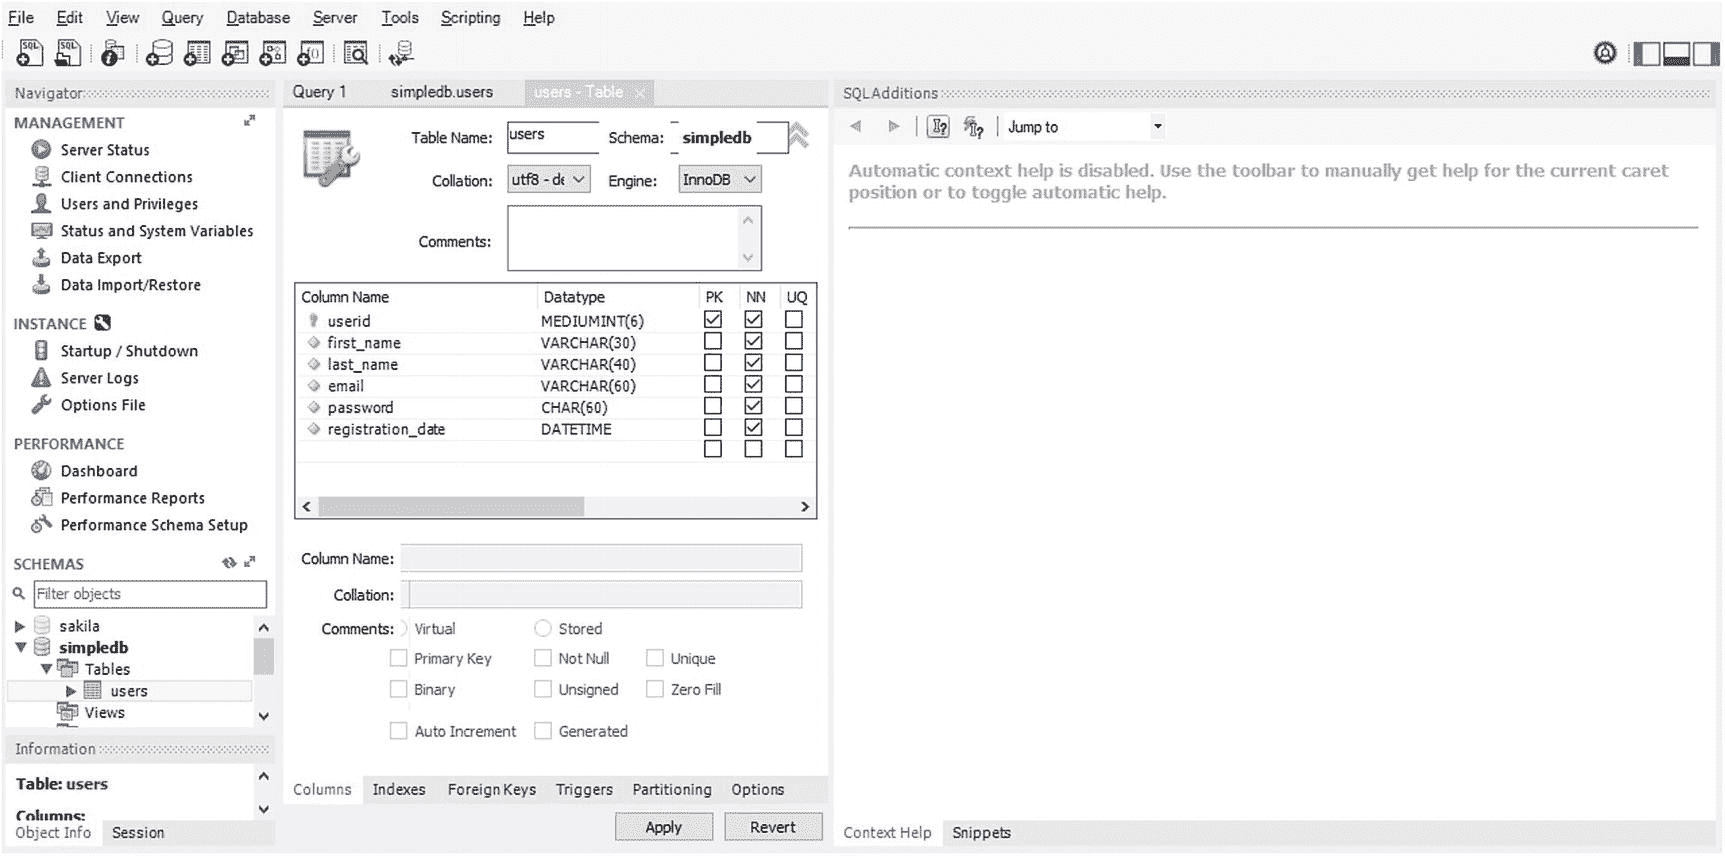 File Edit View Query Database Server Tools Scripting Help
Navigator
MANAGEMENT
Server Status
Client Connections
Users and Privileges
Status and System Variables
Data Export
Data Import/Restore
INSTANCE
Startup / Shutdown
Server Logs
Options File
PERFORMANCE
Dashboard
Performance Reports
Performance Schema Setup
SCHEMAS
Filter objects
sakila
simpledb
Tables
users
Views
Information
Table: users
Columns:
Object Info Session
Query 1 simpledb.users users - Table
Table Name: users Schema: simpledb
Collation: utf8 - de Engine: InnoDB
Comments:
Column Name Datatype PK NN UQ
userid MEDIUMINT(6)
first_name VARCHAR(30)
last_name VARCHAR(40)
email VARCHAR(60)
password CHAR(60)
registration_date DATETIME
Column Name:
Collation:
Comments: Virtual Stored
Primary Key Not Null Unique
Binary Unsigned Zero Fill
Auto Increment Generated
Columns Indexes Foreign Keys Triggers Partitioning Options
Apply Revert
SQLAdditions
Jump to
Automatic context help is disabled. Use the toolbar to manually get help for the current caret
position or to toggle automatic help.
Context Help Snippets